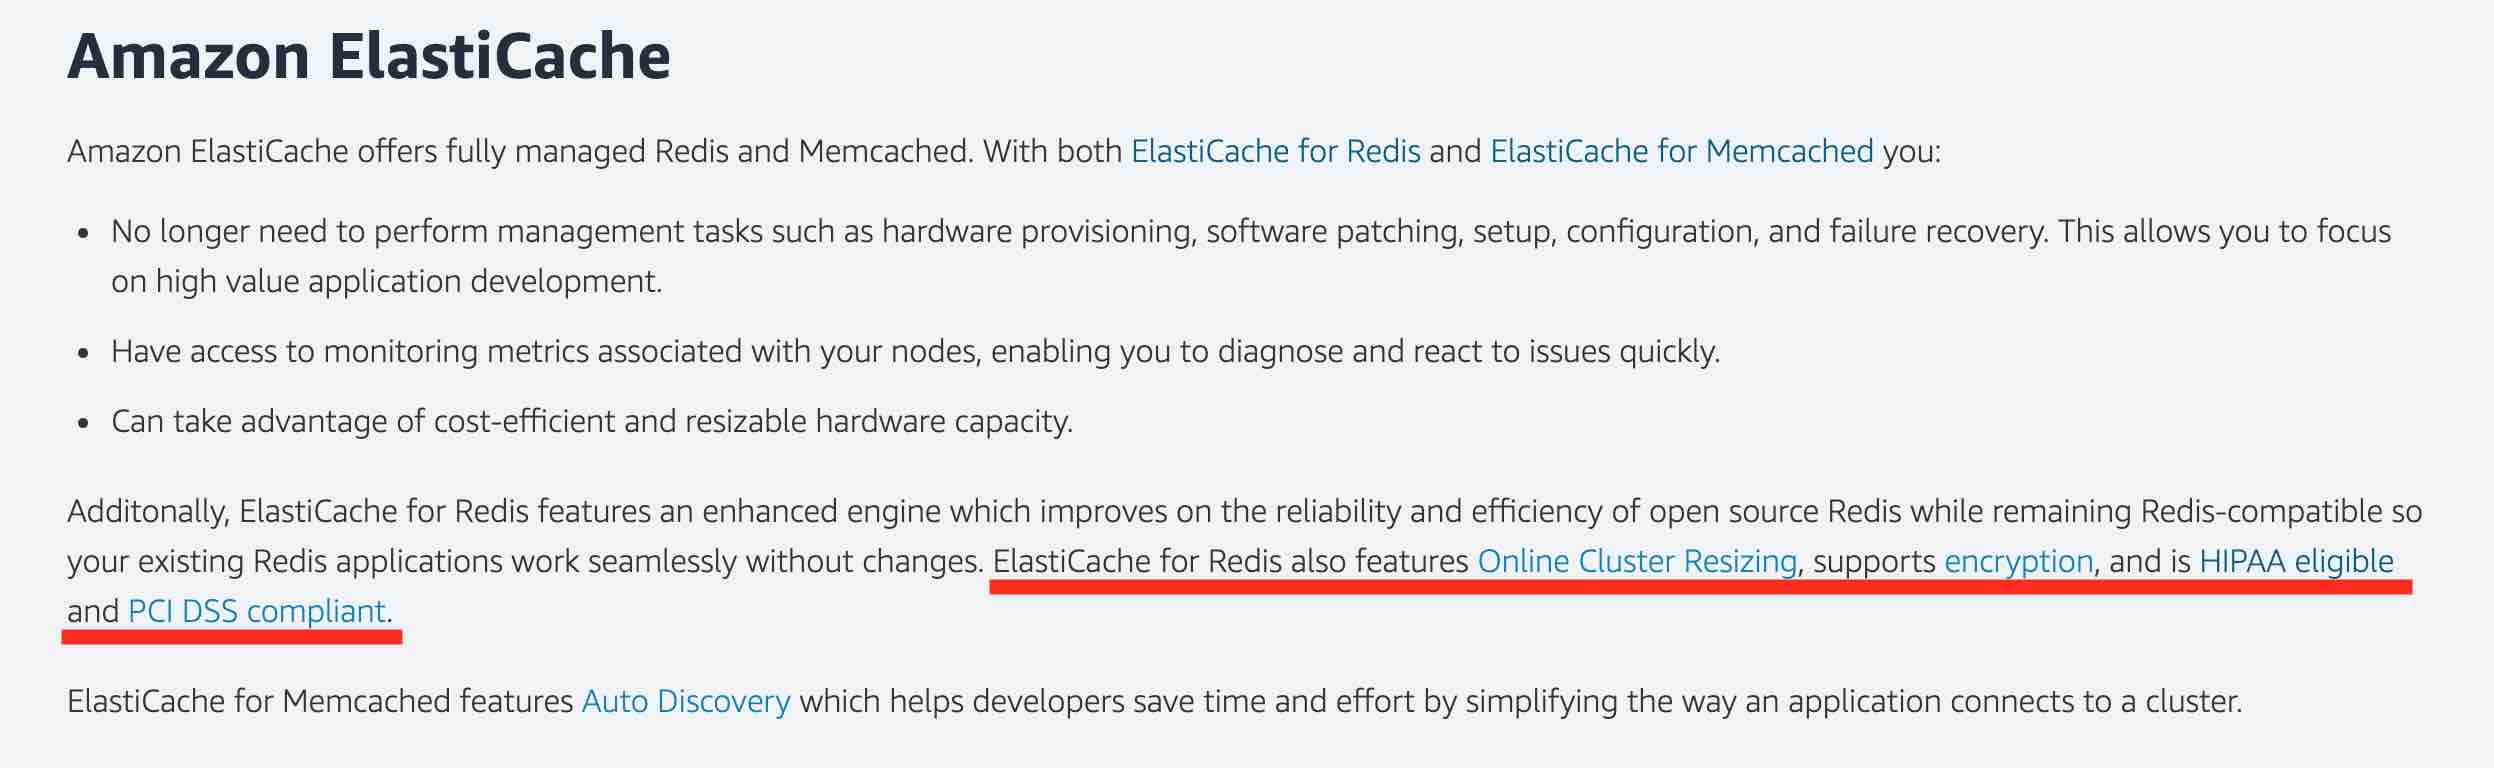 Amazon ElastiCache
Amazon ElastiCache offers fully managed Redis and Memcached. With both ElastiCache for Redis and ElastiCache for Memcached you:
• No longer need to perform management tasks such as hardware provisioning, software patching, setup, configuration, and failure recovery. This allows you to focus
on high value application development.
• Have access to monitoring metrics associated with your nodes, enabling you to diagnose and react to issues quickly.
• Can take advantage of cost-efficient and resizable hardware capacity.
Additonally, ElastiCache for Redis features an enhanced engine which improves on the reliability and efficiency of open source Redis while remaining Redis-compatible so
your existing Redis applications work seamlessly without changes. ElastiCache for Redis also features Online Cluster Resizing, supports encryption, and is HIPAA eligible
and PCI DSS compliant.
ElastiCache for Memcached features Auto Discovery which helps developers save time and effort by simplifying the way an application connects to a cluster.